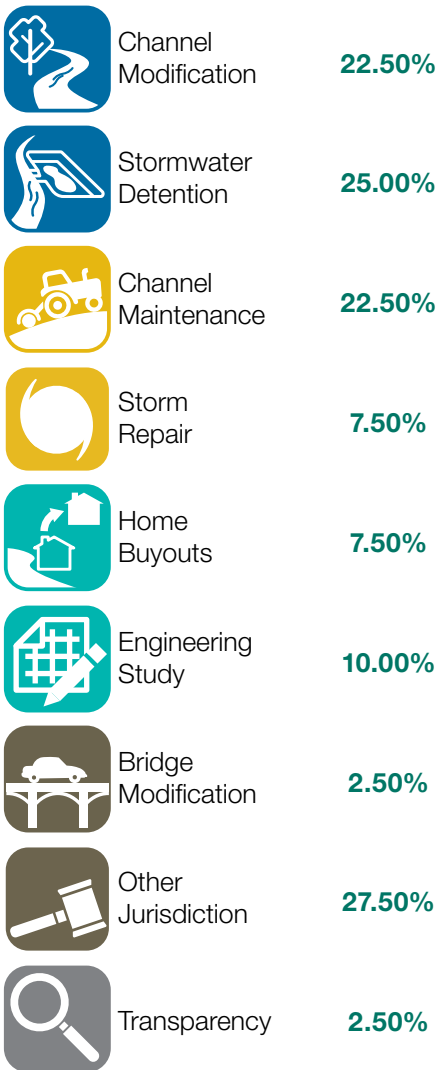 Channel
Modification
22.50%
Stormwater
Detention
25.00%
Channel
Maintenance
22.50%
Storm
Repair
7.50%
Home
Buyouts
7.50%
Engineering
Study
10.00%
Bridge
Modification
2.50%
Other
Jurisdiction
27.50%
Transparency
2.50%